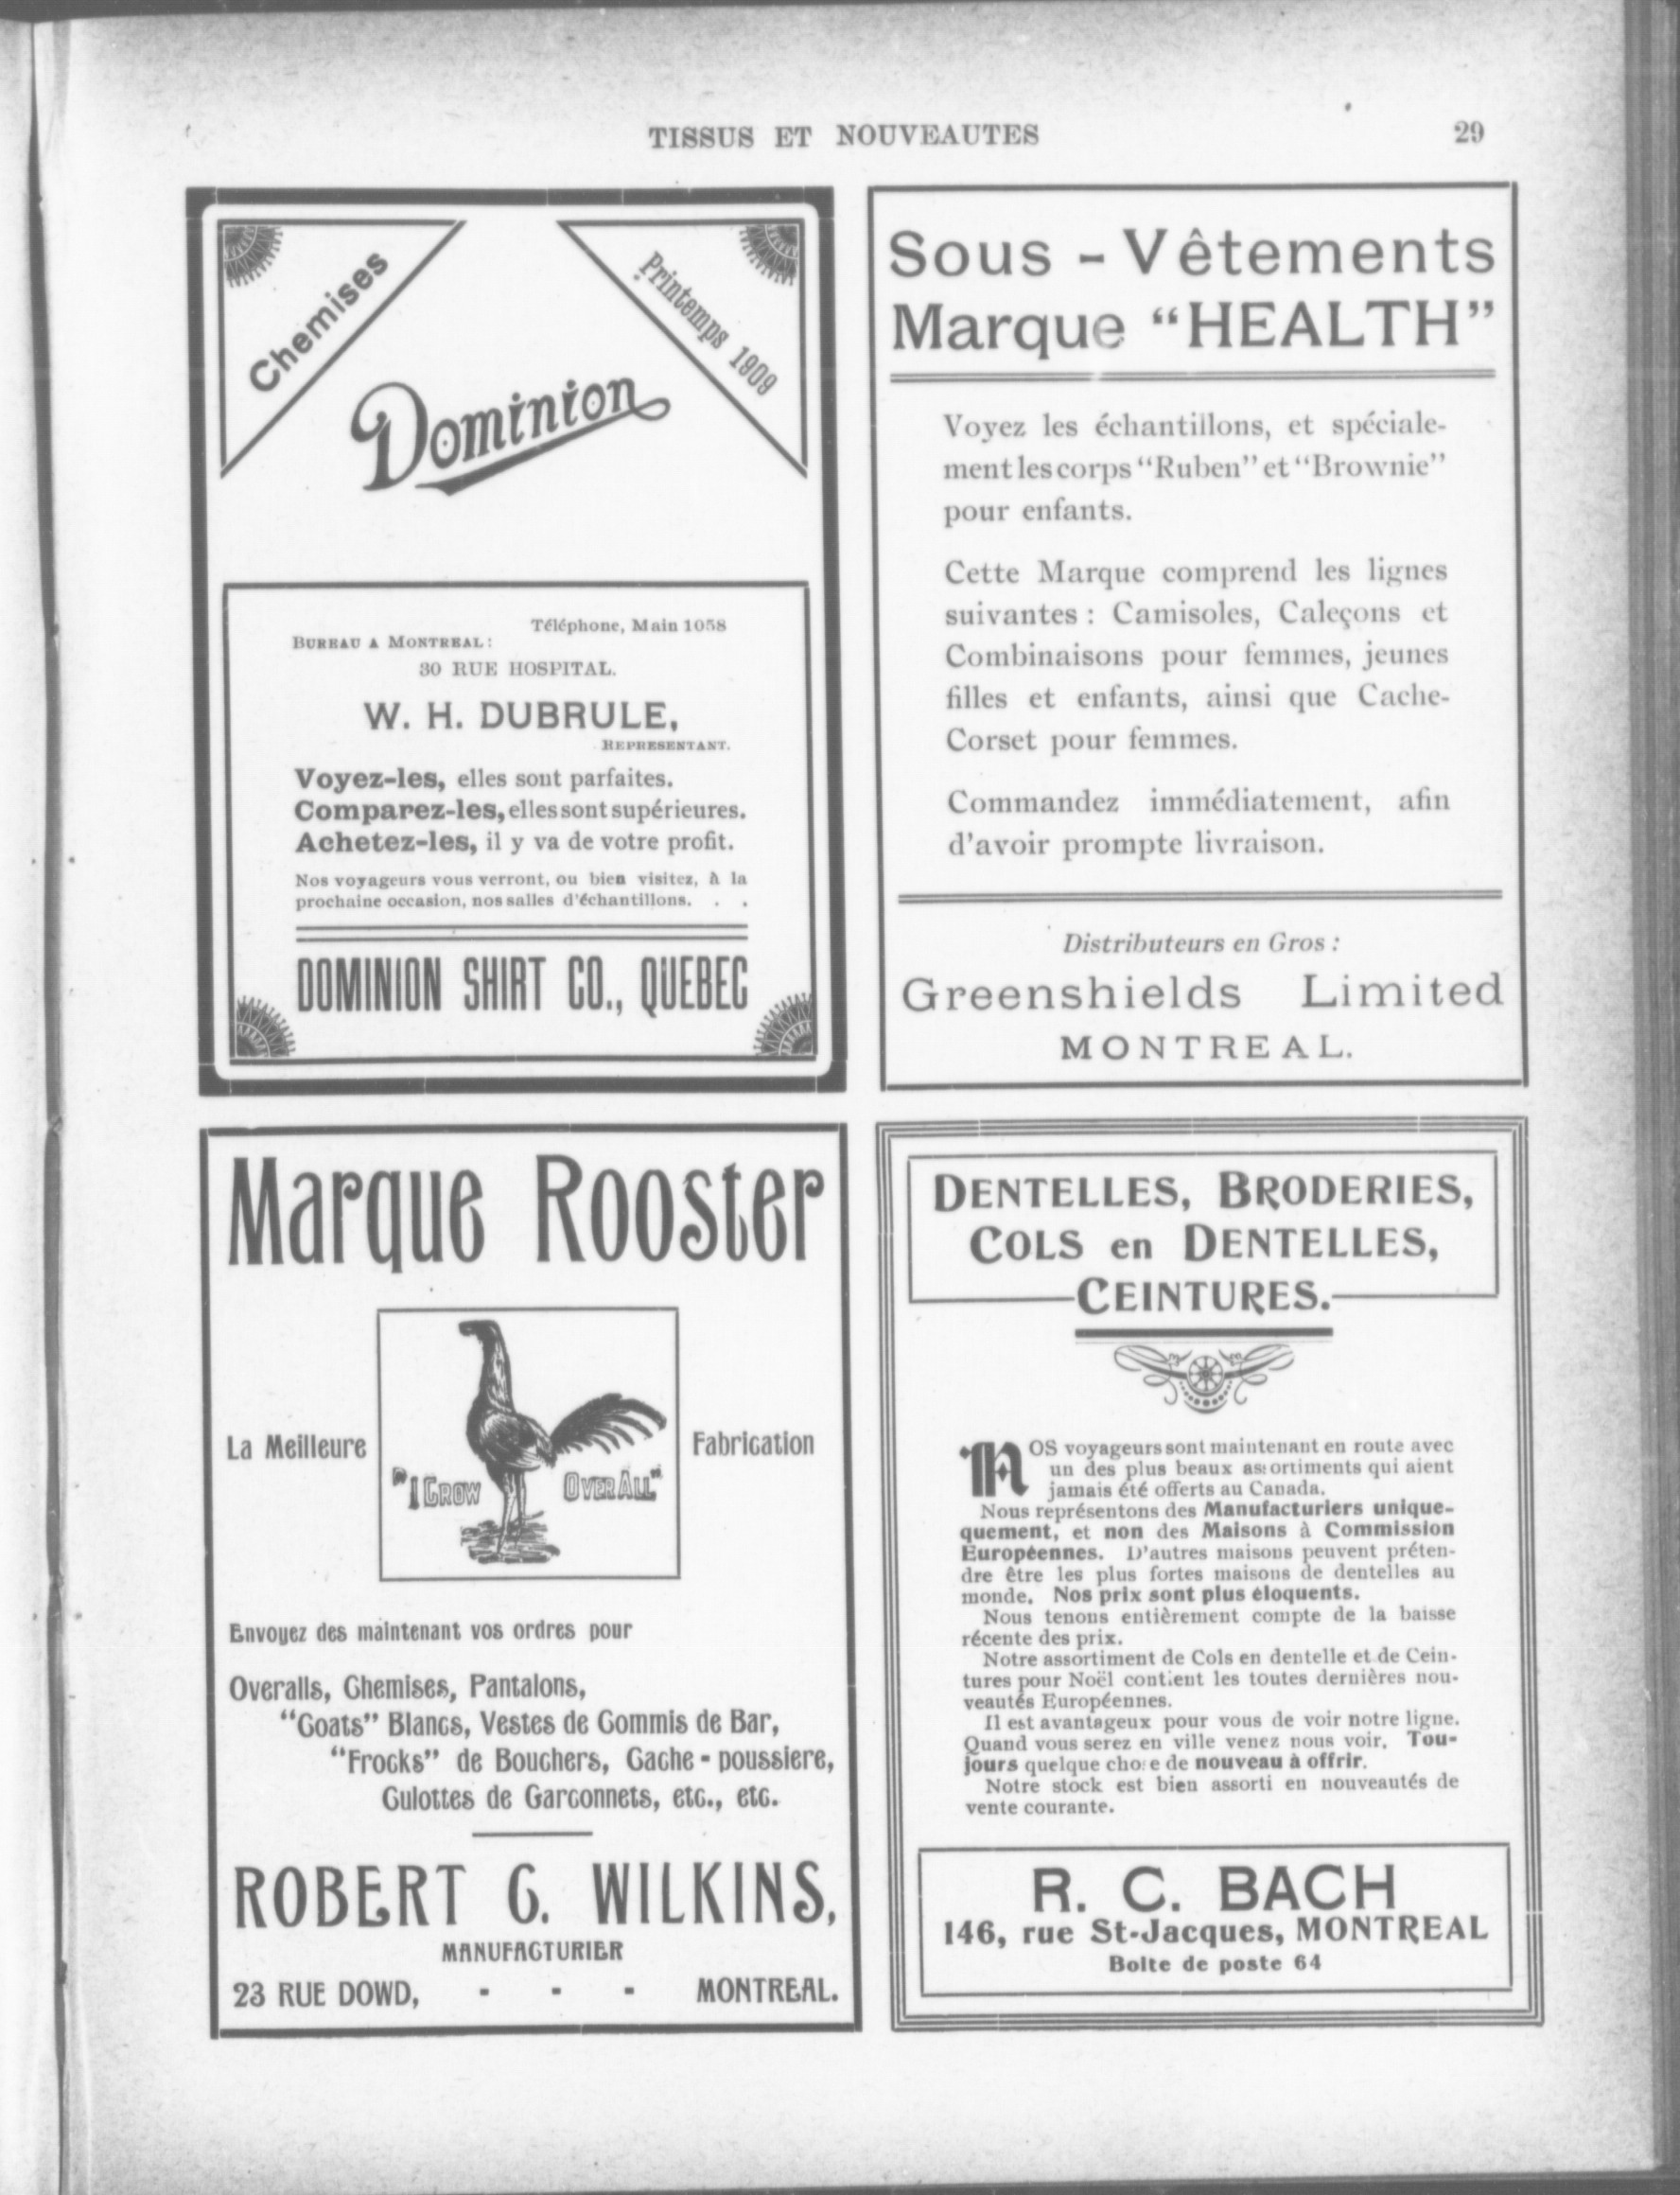 TISSUS ET NOUVEAUTES
29
Chemises
Printemps 1909
Dominion
Téléphone, Main 1058
BUREAU A MONTREAL:
30 RUE HOSPITAL.
W. H. DUBRULE,
REPRESENTANT.
Voyez-les, elles sont parfaites.
Comparez-les, elles sont supérieures.
Achetez-les, il y va de votre profit.
Nos voyageurs vous verront, ou bien visitez, à la
prochaine occasion, nos salles d'échantillons. . .
DOMINION SHIRT CO., QUEBEC
Sous - Vêtements
Marque "HEALTH"
Voyez les échantillons, et spéciale-
ment les corps "Ruben" et "Brownie"
pour enfants.
Cette Marque comprend les lignes
suivantes : Camisoles, Caleçons et
Combinaisons pour femmes, jeunes
filles et enfants, ainsi que Cache-
Corset pour femmes.
Commandez immédiatement, afin
d'avoir prompte livraison.
Distributeurs en Gros :
Greenshields Limited
MONTREAL.
Marque Rooster
La Meilleure
"I CROW OVER ALL"
Fabrication
Envoyez des maintenant vos ordres pour
Overalls, Chemises, Pantalons,
"Coats" Blancs, Vestes de Commis de Bar,
"Frocks" de Bouchers, Cache - poussiere,
Culottes de Garconnets, etc., etc.
ROBERT C. WILKINS,
MANUFACTURIER
23 RUE DOWD, - - - MONTREAL.
DENTELLES, BRODERIES,
COLS en DENTELLES,
CEINTURES.
NOS voyageurs sont maintenant en route avec
un des plus beaux assortiments qui aient
jamais été offerts au Canada.
Nous représentons des Manufacturiers unique-
quement, et non des Maisons à Commission
Européennes. D'autres maisons peuvent préten-
dre être les plus fortes maisons de dentelles au
monde. Nos prix sont plus éloquents.
Nous tenons entièrement compte de la baisse
récente des prix.
Notre assortiment de Cols en dentelle et de Cein-
tures pour Noël contient les toutes dernières nou-
veautés Européennes.
Il est avantageux pour vous de voir notre ligne.
Quand vous serez en ville venez nous voir. Tou-
jours quelque chose de nouveau à offrir.
Notre stock est bien assorti en nouveautés de
vente courante.
R. C. BACH
146, rue St-Jacques, MONTREAL
Boite de poste 64